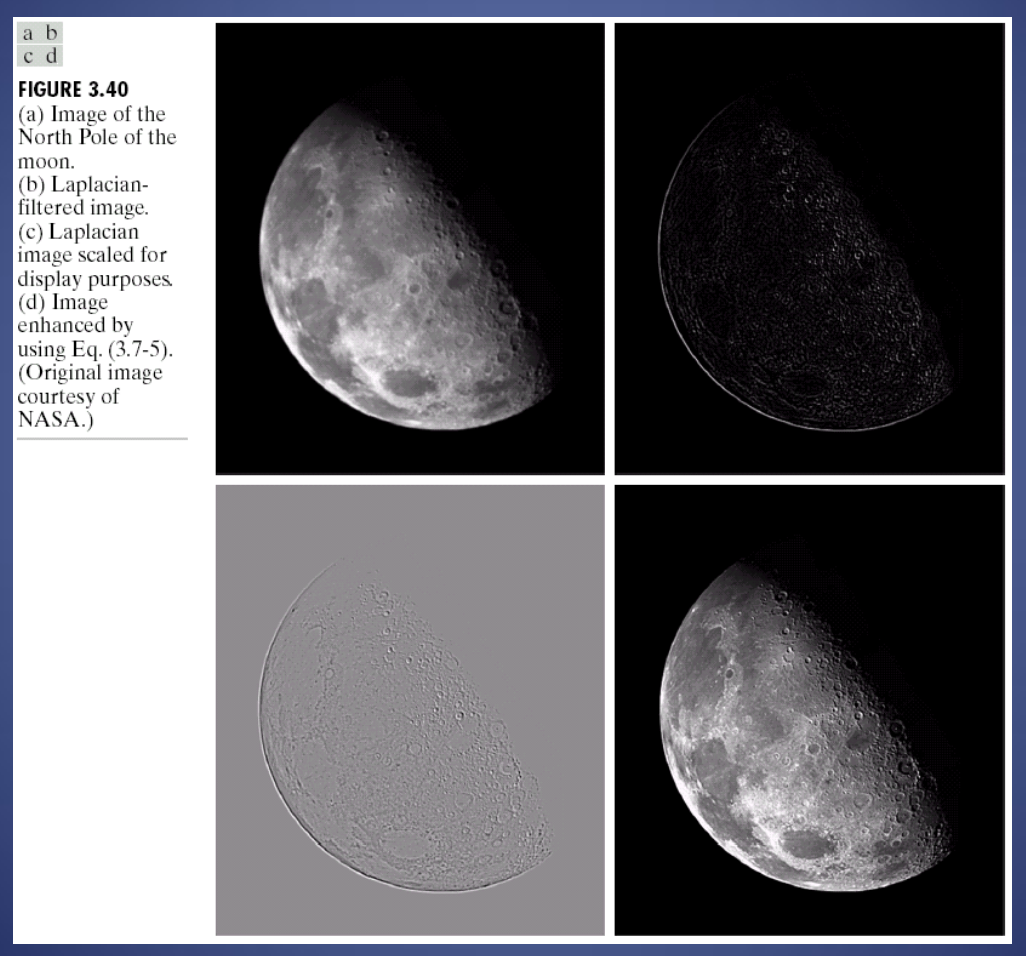 a b
c d
FIGURE 3.40
(a) Image of the
North Pole of the
moon.
(b) Laplacian-
filtered image.
(c) Laplacian
image scaled for
display purposes.
(d) Image
enhanced by
using Eq. (3.7-5).
(Original image
courtesy of
NASA.)